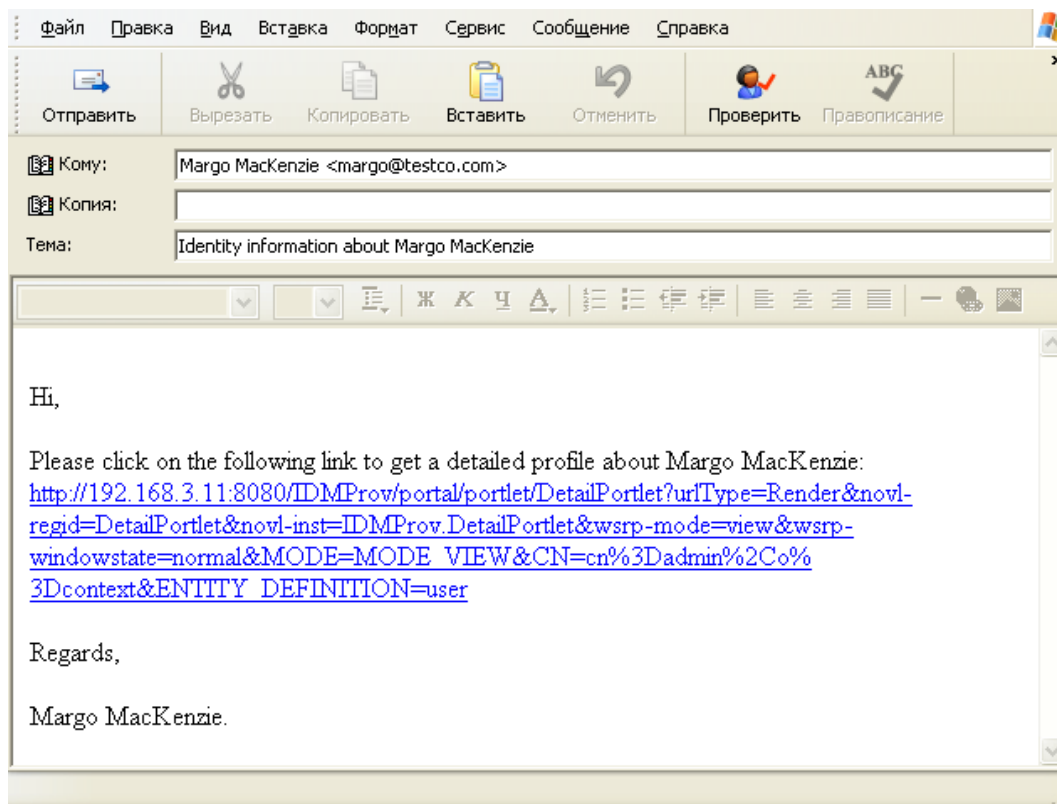 Файл Правка Вид Вставка Формат Сервис Сообщение Справка
Отправить Вырезать Копировать Вставить Отменить Проверить ABC Правописание
Кому: Margo MacKenzie <margo@testco.com>
Копия:
Тема: Identity information about Margo MacKenzie
Ж К Ч А
Hi,
Please click on the following link to get a detailed profile about Margo MacKenzie:
http://192.168.3.11:8080/IDMProv/portal/portlet/DetailPortlet?urlType=Render&novl-
regid=DetailPortlet&novl-inst=IDMProv.DetailPortlet&wsrp-mode=view&wsrp-
windowstate=normal&MODE=MODE_VIEW&CN=cn%3Dadmin%2Co%
3Dcontext&ENTITY_DEFINITION=user
Regards,
Margo MacKenzie.